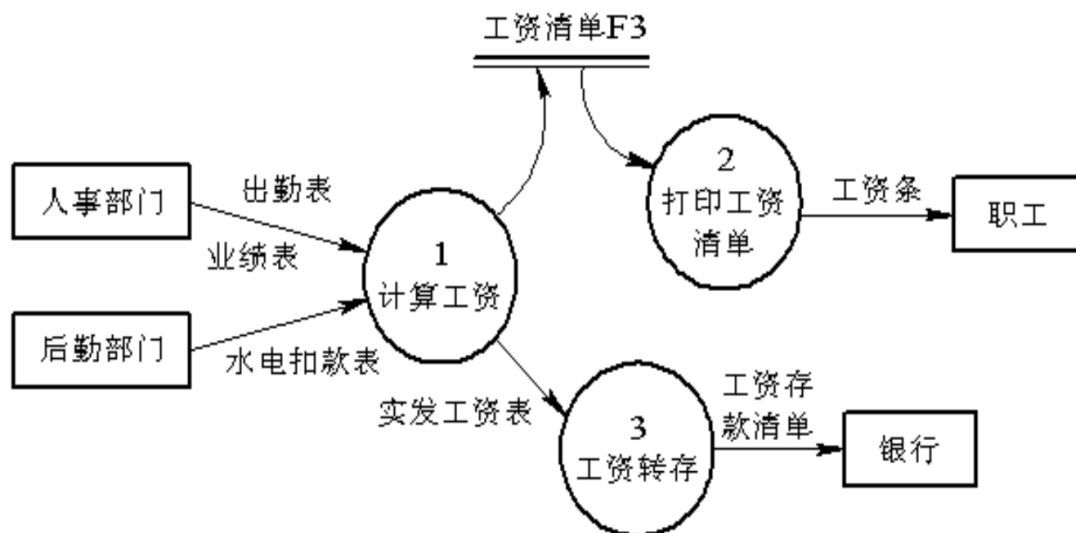 工资清单F3
人事部门
出勤表
业绩表
后勤部门
水电扣款表
1
计算工资
2
打印工资
清单
工资条
职工
实发工资表
3
工资转存
工资存
款清单
银行